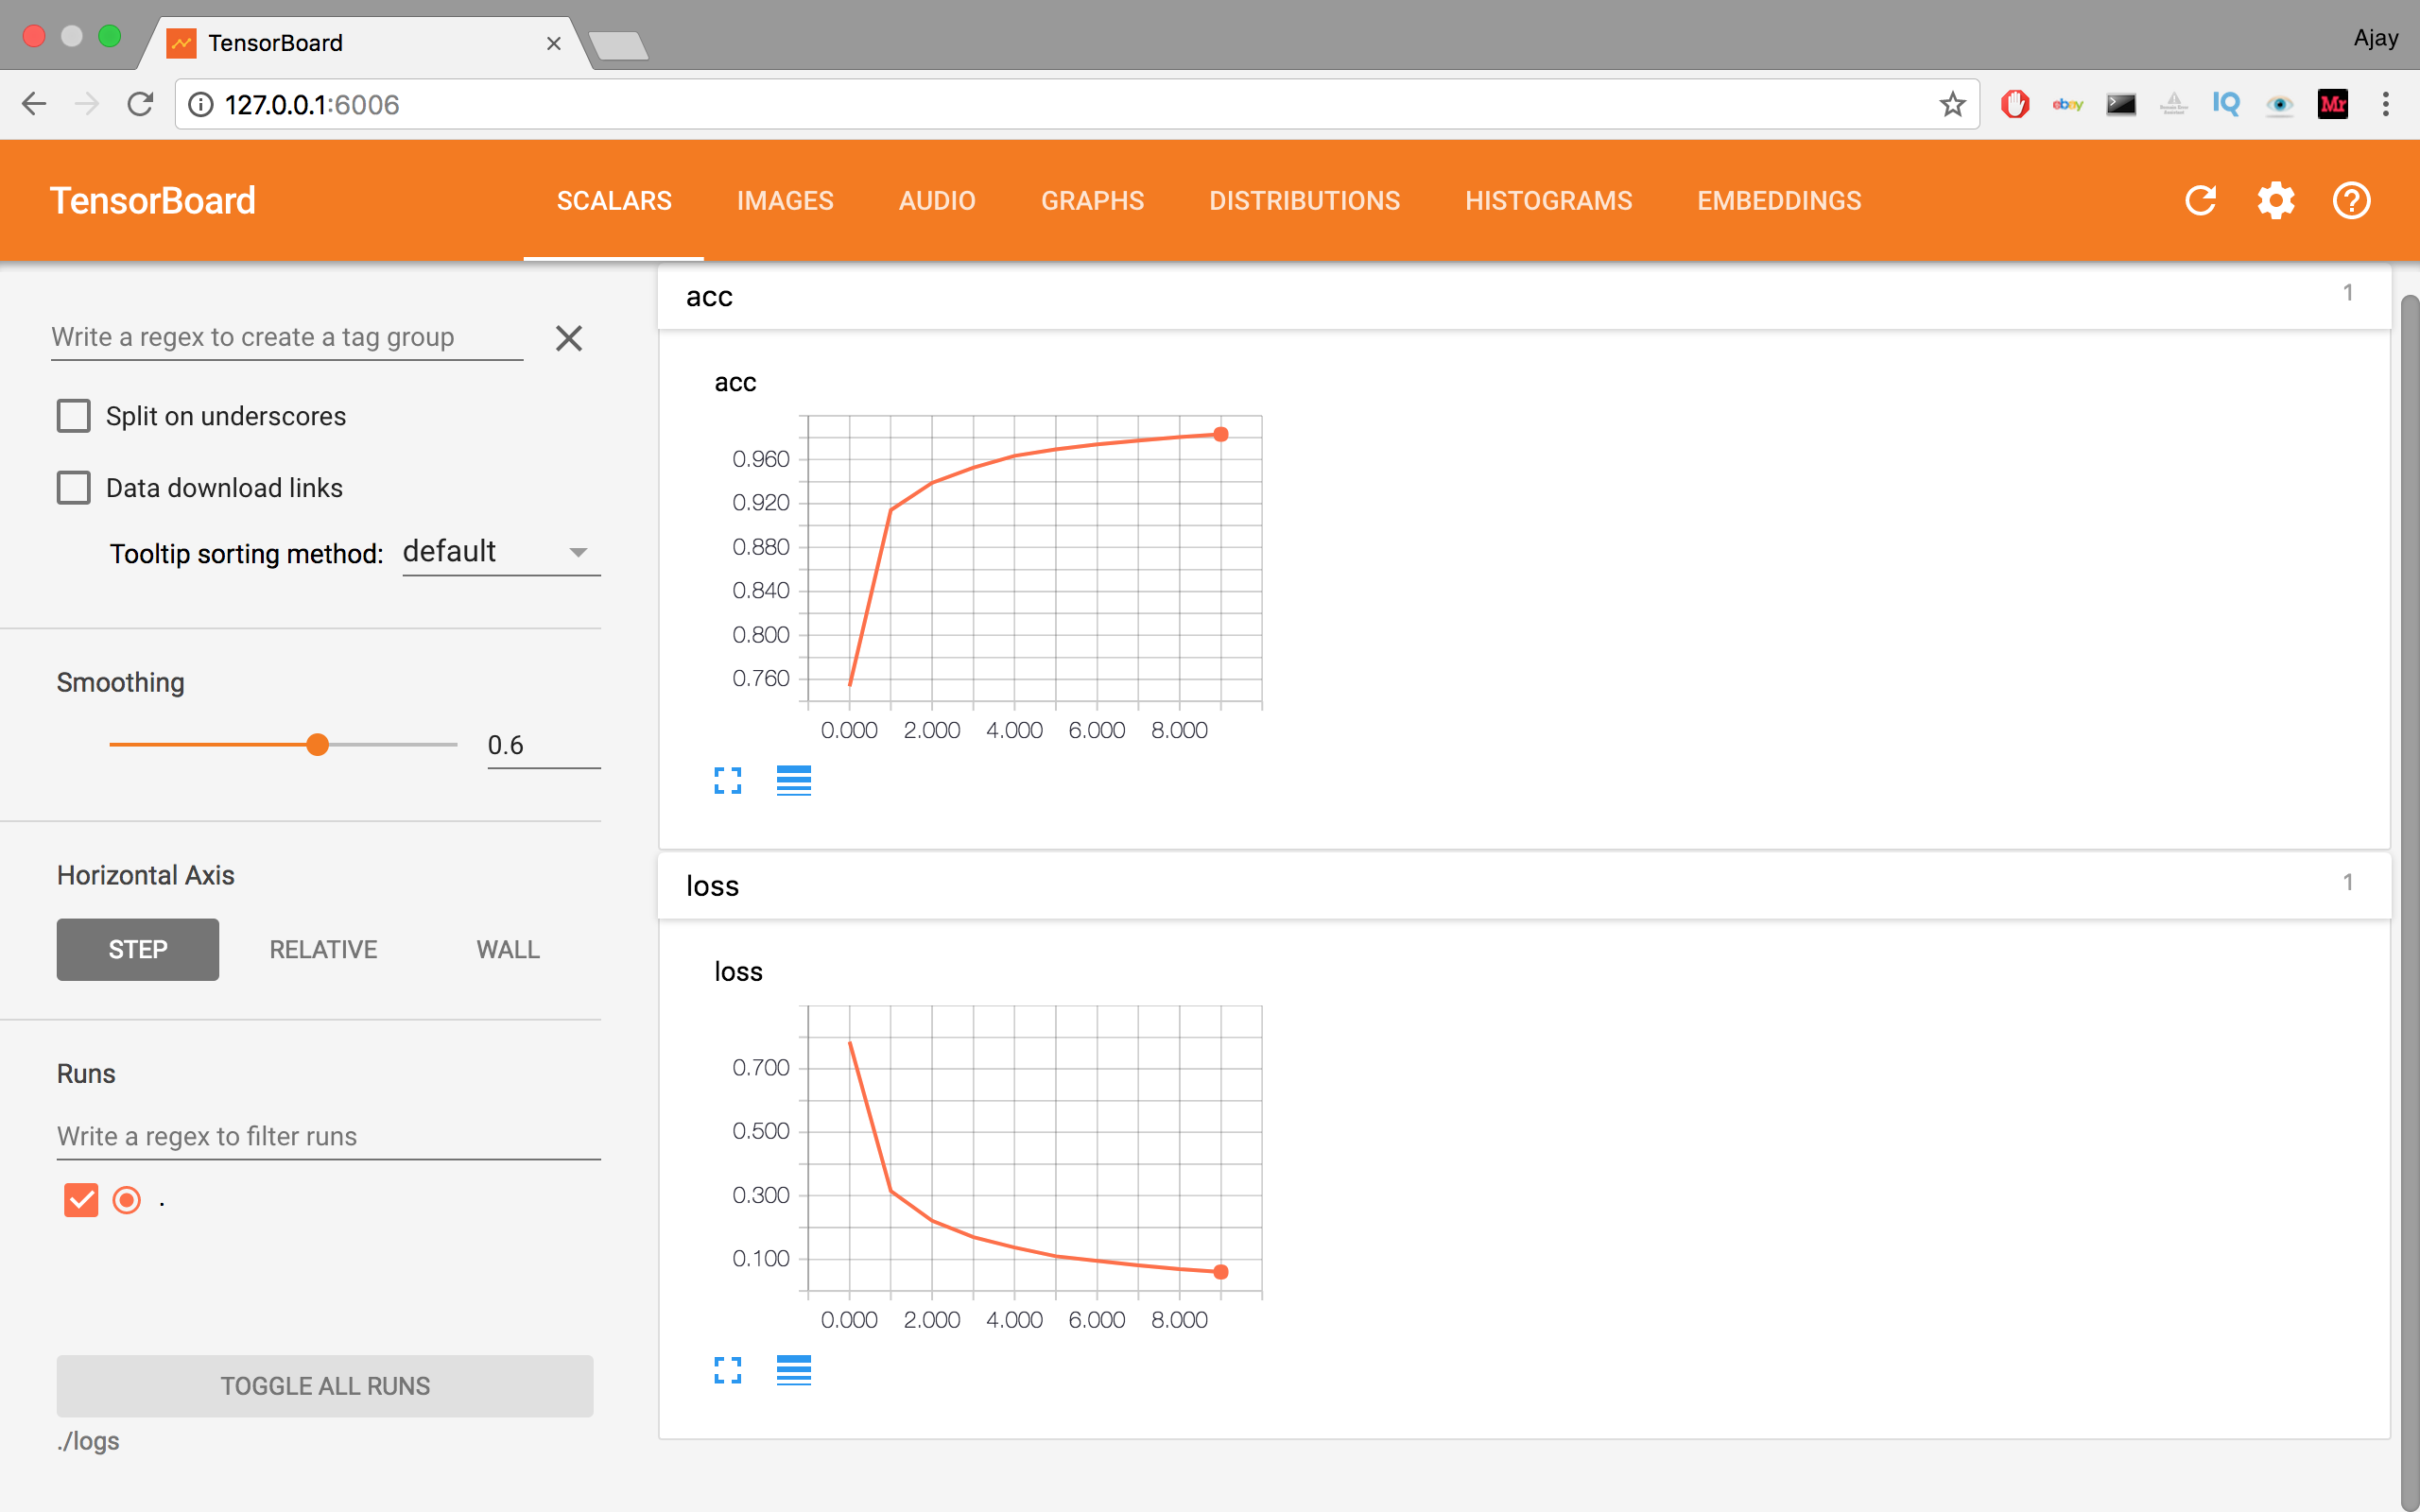 TensorBoard
Ajay
127.0.0.1:6006
ebay
IQ
Mr
TensorBoard
SCALARS
IMAGES
AUDIO
GRAPHS
DISTRIBUTIONS
HISTOGRAMS
EMBEDDINGS
Write a regex to create a tag group
Split on underscores
Data download links
Tooltip sorting method: default
Smoothing
0.6
Horizontal Axis
STEP
RELATIVE
WALL
Runs
Write a regex to filter runs
.
TOGGLE ALL RUNS
./logs
acc
1
acc
0.960
0.920
0.880
0.840
0.800
0.760
0.000 2.000 4.000 6.000 8.000
loss
1
loss
0.700
0.500
0.300
0.100
0.000 2.000 4.000 6.000 8.000